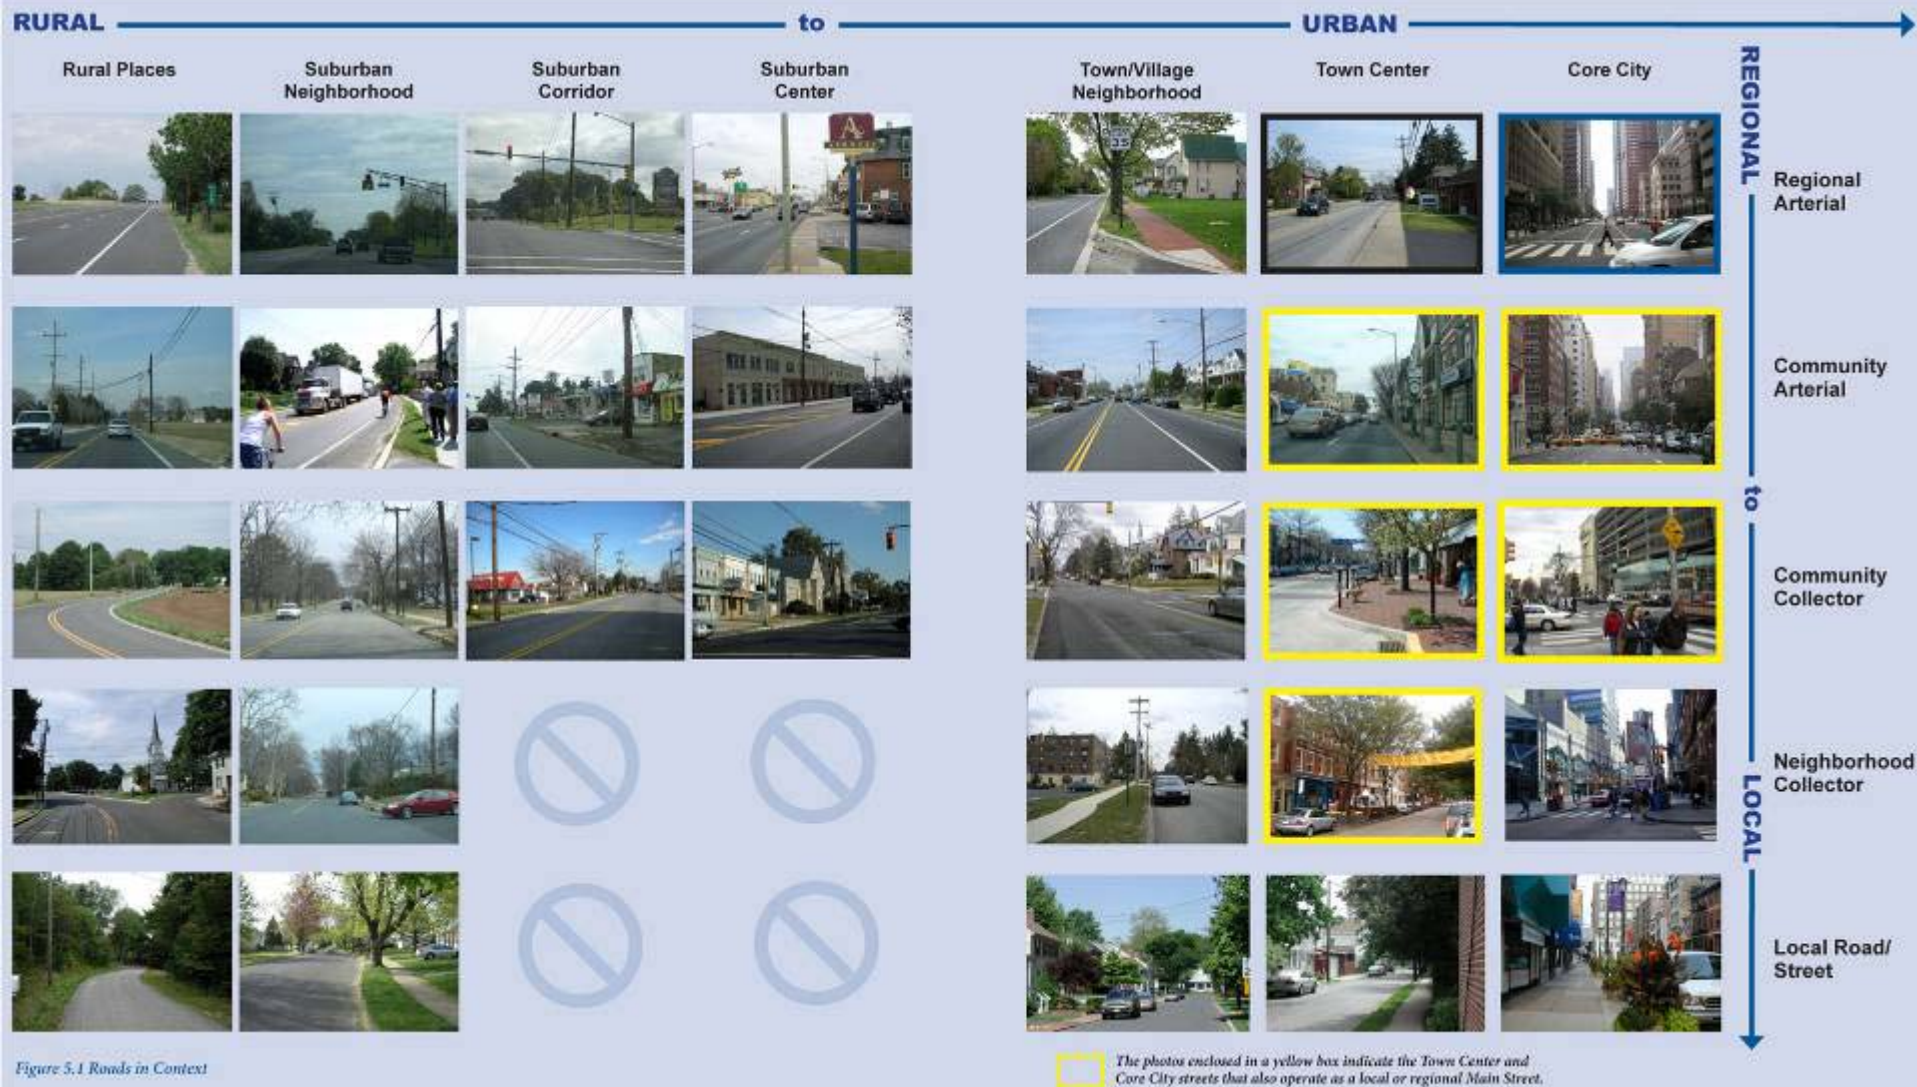 RURAL to URBAN
Rural Places
Suburban
Neighborhood
Suburban
Corridor
Suburban
Center
Town/Village
Neighborhood
Town Center
Core City
REGIONAL
to
LOCAL
35
A
Regional
Arterial
Community
Arterial
Community
Collector
Neighborhood
Collector
Local Road/
Street
Figure 5.1 Roads in Context
The photos enclosed in a yellow box indicate the Town Center and
Core City streets that also operate as a local or regional Main Street.